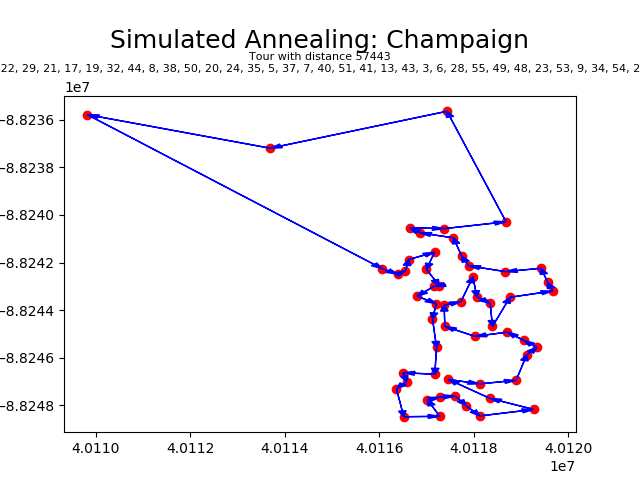 Simulated Annealing: Champaign
Tour with distance 57443
22, 29, 21, 17, 19, 32, 44, 8, 38, 50, 20, 24, 35, 5, 37, 7, 40, 51, 41, 13, 43, 3, 6, 28, 55, 49, 48, 23, 53, 9, 34, 54, 2
1e7
-8.8236
-8.8238
-8.8240
-8.8242
-8.8244
-8.8246
-8.8248
4.0110 4.0112 4.0114 4.0116 4.0118 4.0120
1e7